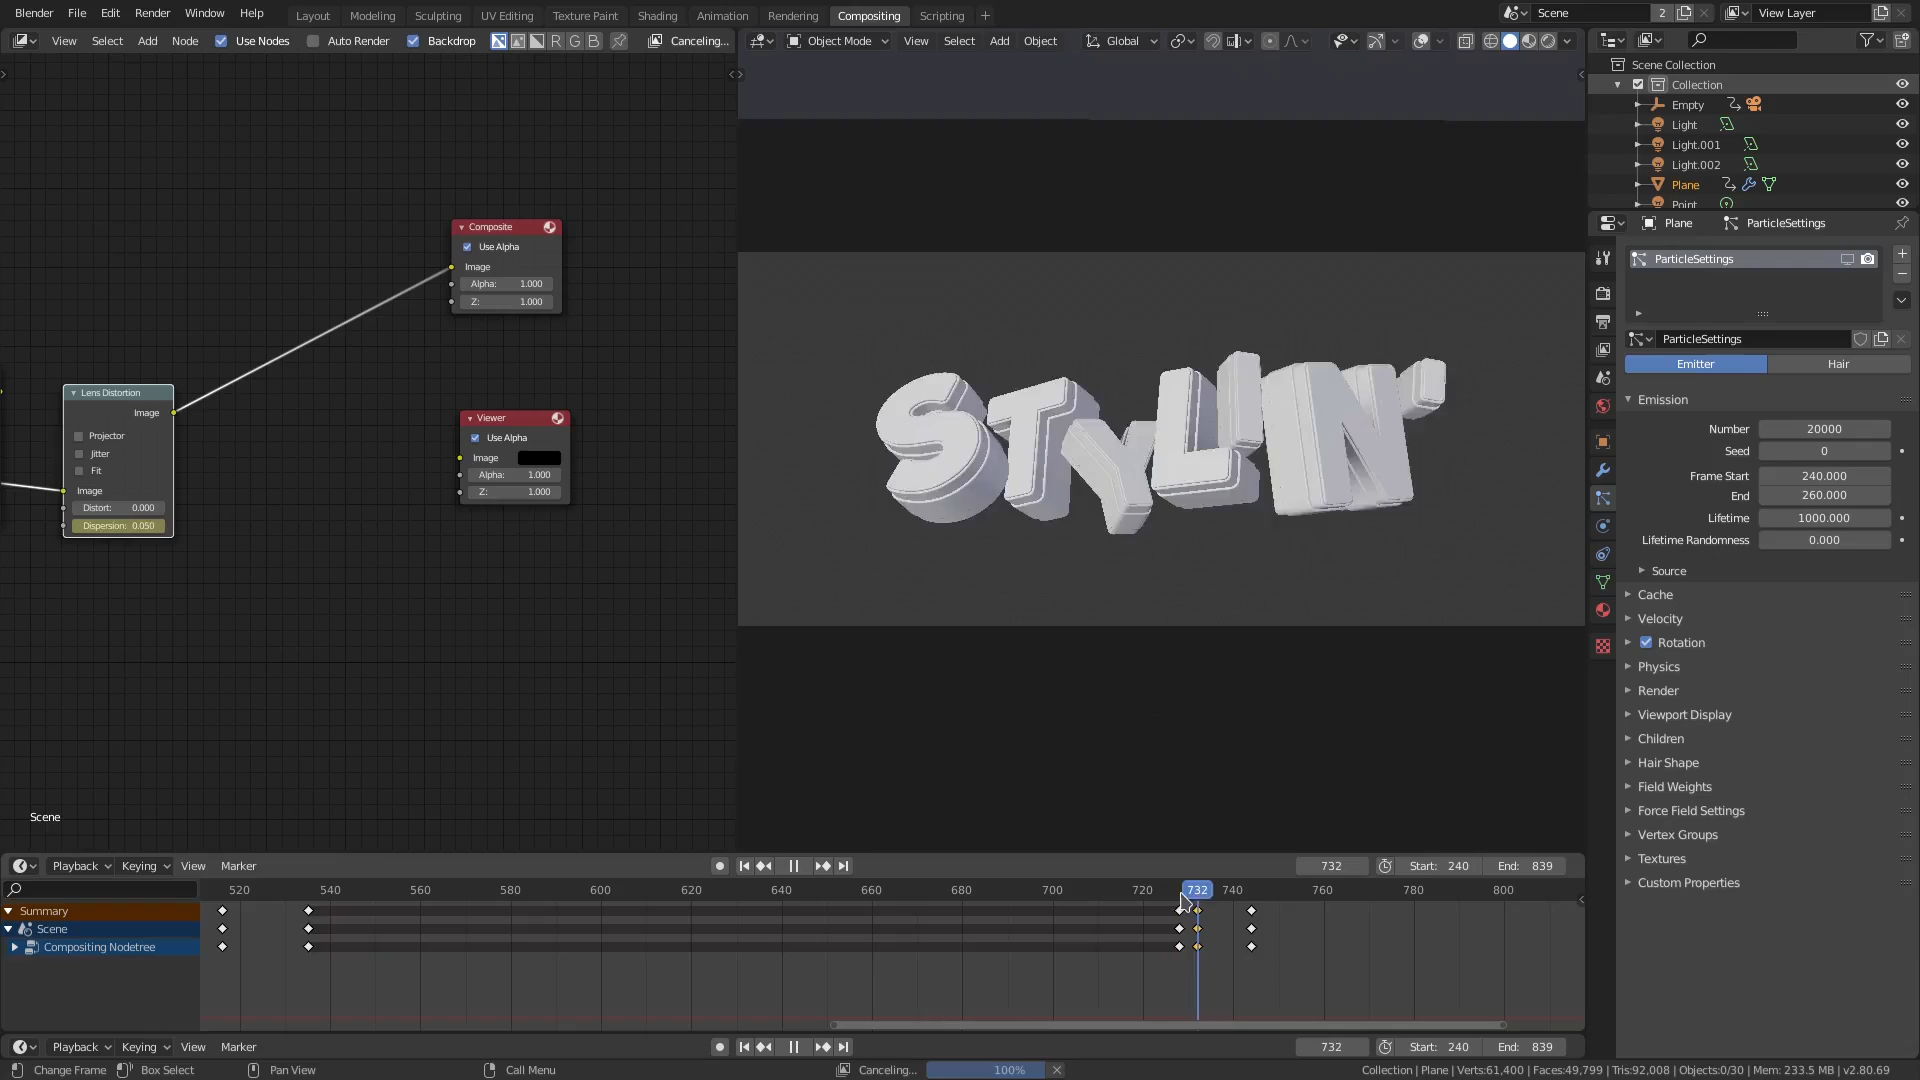 Blender File Edit Render Window Help Layout Modeling Sculpting UV Editing Texture Paint Shading Animation Rendering Compositing Scripting + Scene 2 View Layer
View Select Add Node Use Nodes Auto Render Backdrop R G B Canceling... Object Mode View Select Add Object Global
Scene Collection
Collection
Empty
Light
Light.001
Light.002
Plane
Point
Plane ParticleSettings
ParticleSettings
ParticleSettings
Emitter Hair
Emission
Number 20000
Seed 0
Frame Start 240.000
End 260.000
Lifetime 1000.000
Lifetime Randomness 0.000
Source
Cache
Velocity
Rotation
Physics
Render
Viewport Display
Children
Hair Shape
Field Weights
Force Field Settings
Vertex Groups
Textures
Custom Properties
Composite
Use Alpha
Image
Alpha: 1.000
Z: 1.000
Lens Distortion
Image
Projector
Jitter
Fit
Image
Distort: 0.000
Dispersion: 0.050
Viewer
Use Alpha
Image
Alpha: 1.000
Z: 1.000
STYLIN'
Scene
Playback Keying View Marker 732 Start: 240 End: 839
520 540 560 580 600 620 640 660 680 700 720 732 740 760 780 800
Summary
Scene
Compositing Nodetree
Playback Keying View Marker 732 Start: 240 End: 839
Change Frame Box Select Pan View Call Menu Canceling... 100% Collection | Plane | Verts:61,400 | Faces:49,799 | Tris:92,008 | Objects:0/30 | Mem: 233.5 MB | v2.80.69